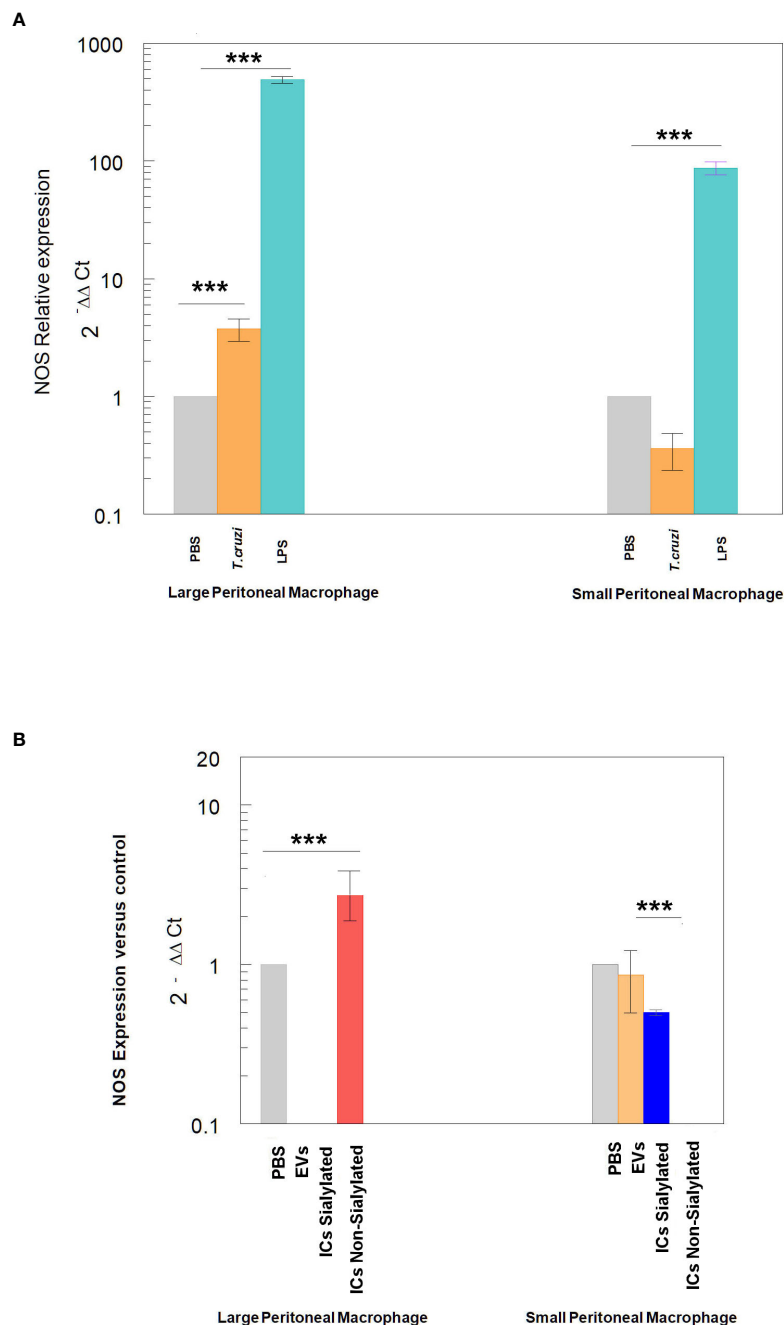 A
NOS Relative expression
2 -ΔΔ Ct
1000
100
10
1
0.1
***
***
***
PBS
T.cruzi
LPS
PBS
T.cruzi
LPS
Large Peritoneal Macrophage
Small Peritoneal Macrophage
B
NOS Expression versus control
2 - ΔΔ Ct
20
10
1
0.1
***
***
PBS
EVs
ICs Sialylated
ICs Non-Sialylated
PBS
EVs
ICs Sialylated
ICs Non-Sialylated
Large Peritoneal Macrophage
Small Peritoneal Macrophage